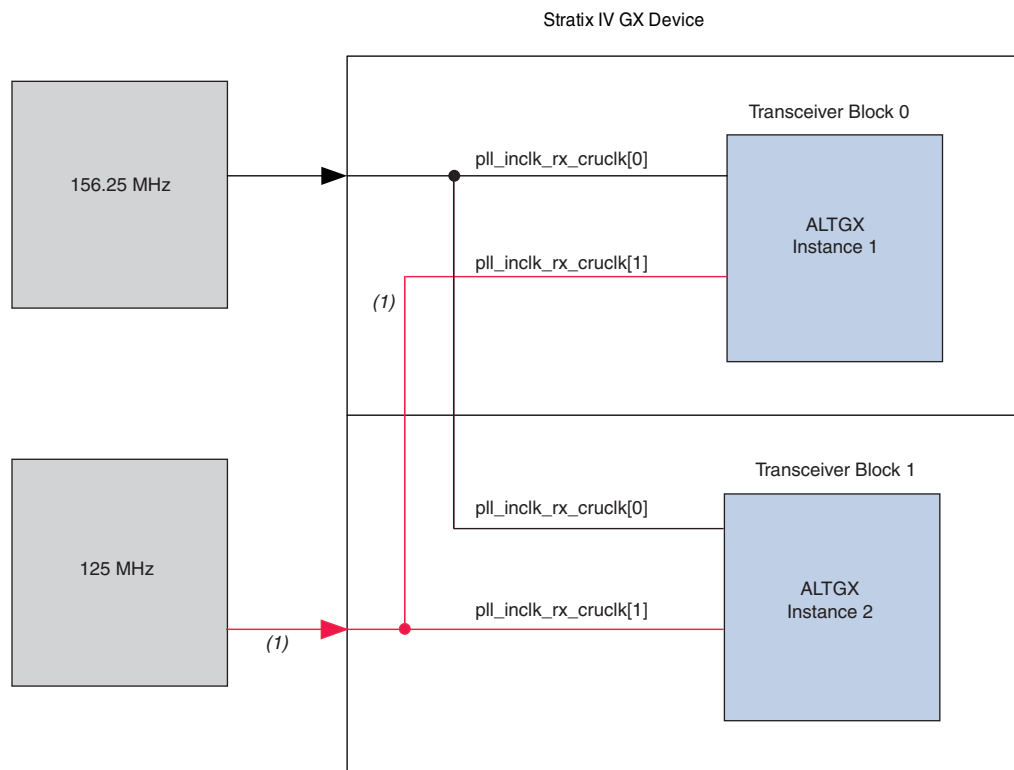 Stratix IV GX Device
Transceiver Block 0
pll_inclk_rx_cruclk[0]
156.25 MHz
ALTGX
Instance 1
pll_inclk_rx_cruclk[1]
(1)
Transceiver Block 1
pll_inclk_rx_cruclk[0]
125 MHz
ALTGX
Instance 2
pll_inclk_rx_cruclk[1]
(1)